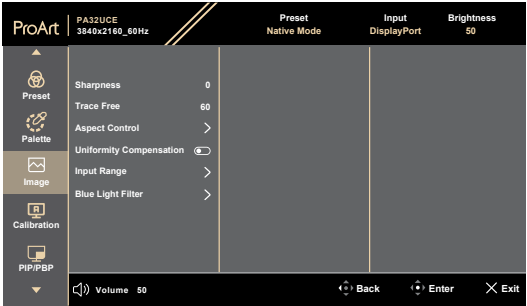 ProArt
PA32UCE
3840x2160_60Hz
Preset
Native Mode
Input
DisplayPort
Brightness
50
Preset
Palette
Image
Calibration
PIP/PBP
Sharpness 0
Trace Free 60
Aspect Control
Uniformity Compensation
Input Range
Blue Light Filter
Volume 50
Back
Enter
Exit